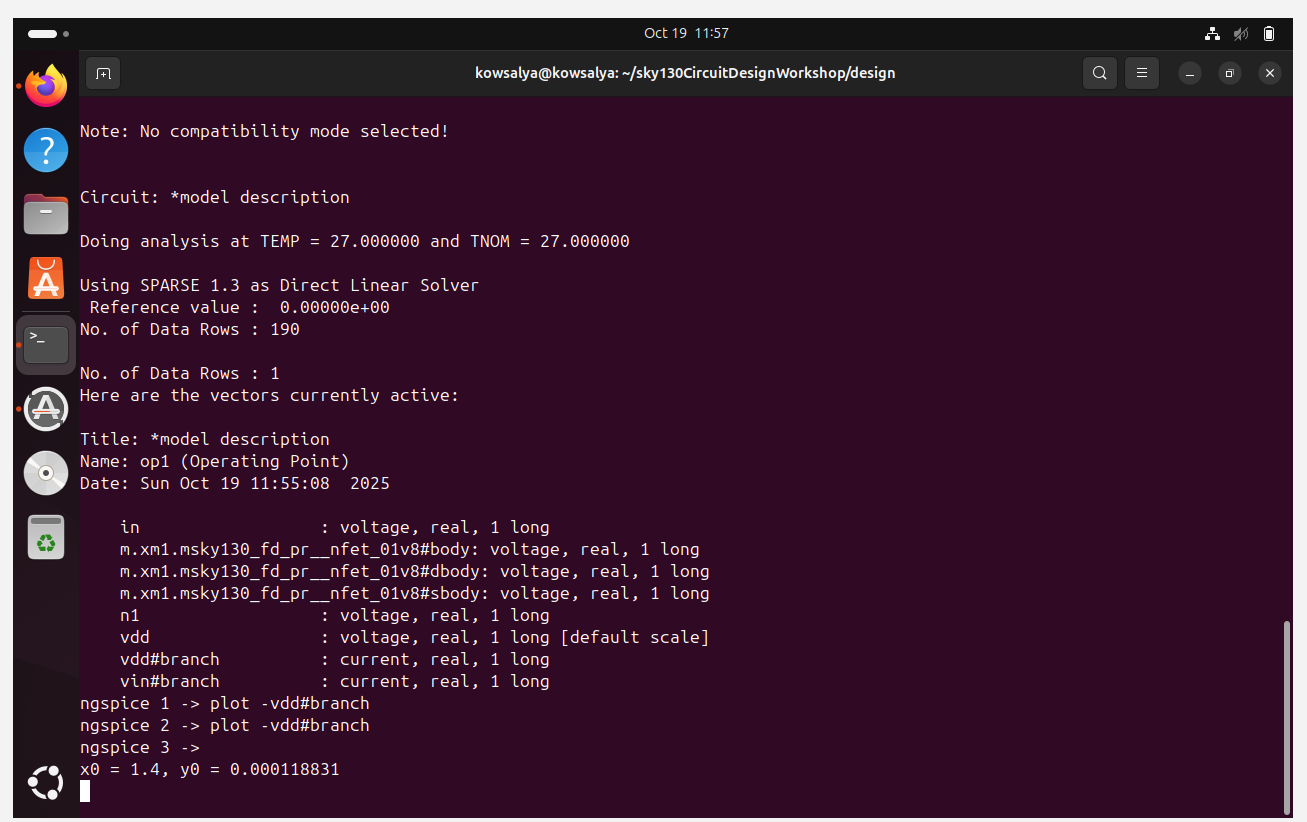 Oct 19 11:57
kowsalya@kowsalya: ~/sky130CircuitDesignWorkshop/design
Note: No compatibility mode selected!
Circuit: *model description
Doing analysis at TEMP = 27.000000 and TNOM = 27.000000
Using SPARSE 1.3 as Direct Linear Solver
 Reference value :  0.00000e+00
No. of Data Rows : 190
No. of Data Rows : 1
Here are the vectors currently active:
Title: *model description
Name: op1 (Operating Point)
Date: Sun Oct 19 11:55:08  2025
    in                  : voltage, real, 1 long
    m.xm1.msky130_fd_pr__nfet_01v8#body: voltage, real, 1 long
    m.xm1.msky130_fd_pr__nfet_01v8#dbody: voltage, real, 1 long
    m.xm1.msky130_fd_pr__nfet_01v8#sbody: voltage, real, 1 long
    n1                  : voltage, real, 1 long
    vdd                 : voltage, real, 1 long [default scale]
    vdd#branch          : current, real, 1 long
    vin#branch          : current, real, 1 long
ngspice 1 -> plot -vdd#branch
ngspice 2 -> plot -vdd#branch
ngspice 3 ->
x0 = 1.4, y0 = 0.000118831